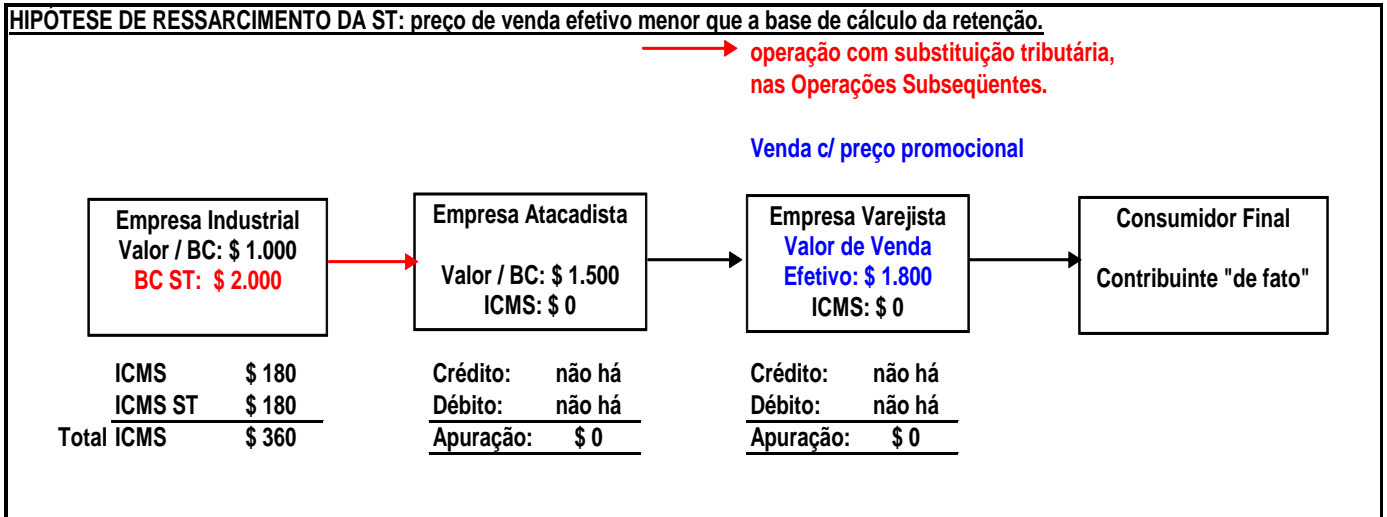 HIPÓTESE DE RESSARCIMENTO DA ST: preço de venda efetivo menor que a base de cálculo da retenção.
operação com substituição tributária,
nas Operações Subseqüentes.
Venda c/ preço promocional
Empresa Industrial
Valor / BC: $ 1.000
BC ST: $ 2.000
Empresa Atacadista
Valor / BC: $ 1.500
ICMS: $ 0
Empresa Varejista
Valor de Venda
Efetivo: $ 1.800
ICMS: $ 0
Consumidor Final
Contribuinte "de fato"
ICMS $ 180
ICMS ST $ 180
Total ICMS $ 360
Crédito: não há
Débito: não há
Apuração: $ 0
Crédito: não há
Débito: não há
Apuração: $ 0